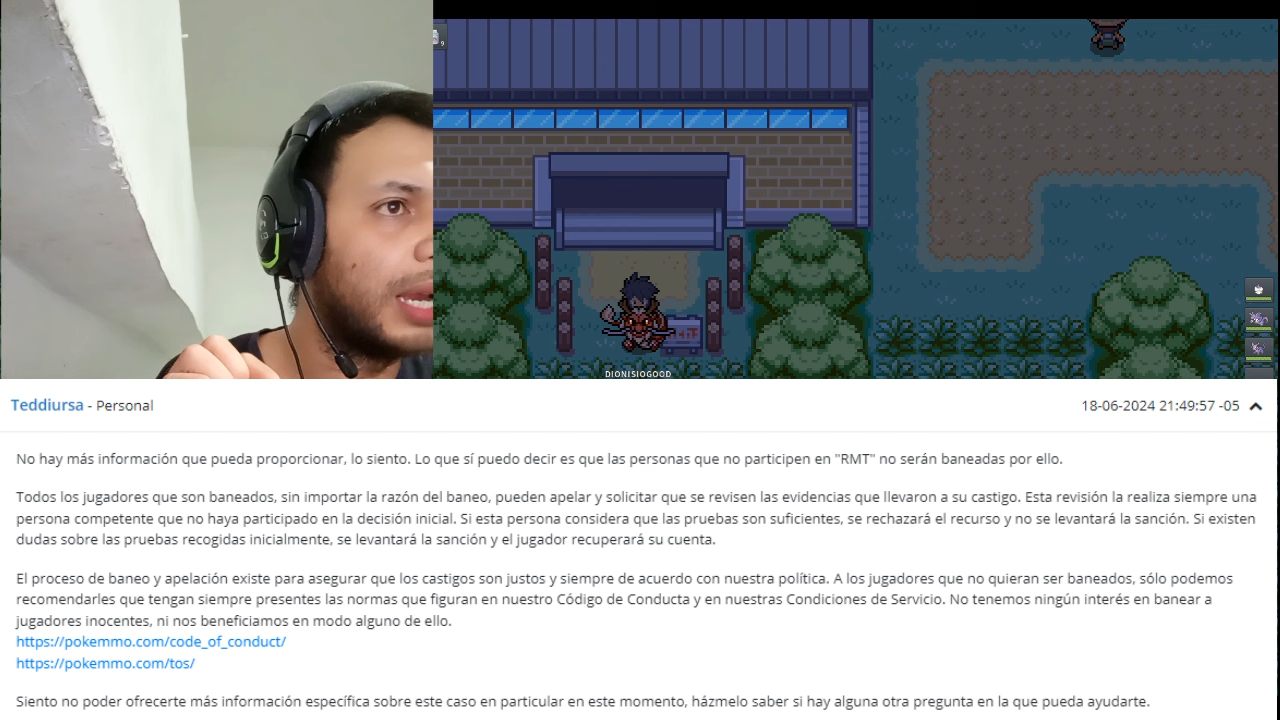 9
DIONISIOGOOD
Teddiursa - Personal
18-06-2024 21:49:57 -05
No hay más información que pueda proporcionar, lo siento. Lo que sí puedo decir es que las personas que no participen en "RMT" no serán baneadas por ello.
Todos los jugadores que son baneados, sin importar la razón del baneo, pueden apelar y solicitar que se revisen las evidencias que llevaron a su castigo. Esta revisión la realiza siempre una
persona competente que no haya participado en la decisión inicial. Si esta persona considera que las pruebas son suficientes, se rechazará el recurso y no se levantará la sanción. Si existen
dudas sobre las pruebas recogidas inicialmente, se levantará la sanción y el jugador recuperará su cuenta.
El proceso de baneo y apelación existe para asegurar que los castigos son justos y siempre de acuerdo con nuestra política. A los jugadores que no quieran ser baneados, sólo podemos
recomendarles que tengan siempre presentes las normas que figuran en nuestro Código de Conducta y en nuestras Condiciones de Servicio. No tenemos ningún interés en banear a
jugadores inocentes, ni nos beneficiamos en modo alguno de ello.
https://pokemmo.com/code_of_conduct/
https://pokemmo.com/tos/
Siento no poder ofrecerte más información específica sobre este caso en particular en este momento, házmelo saber si hay alguna otra pregunta en la que pueda ayudarte.